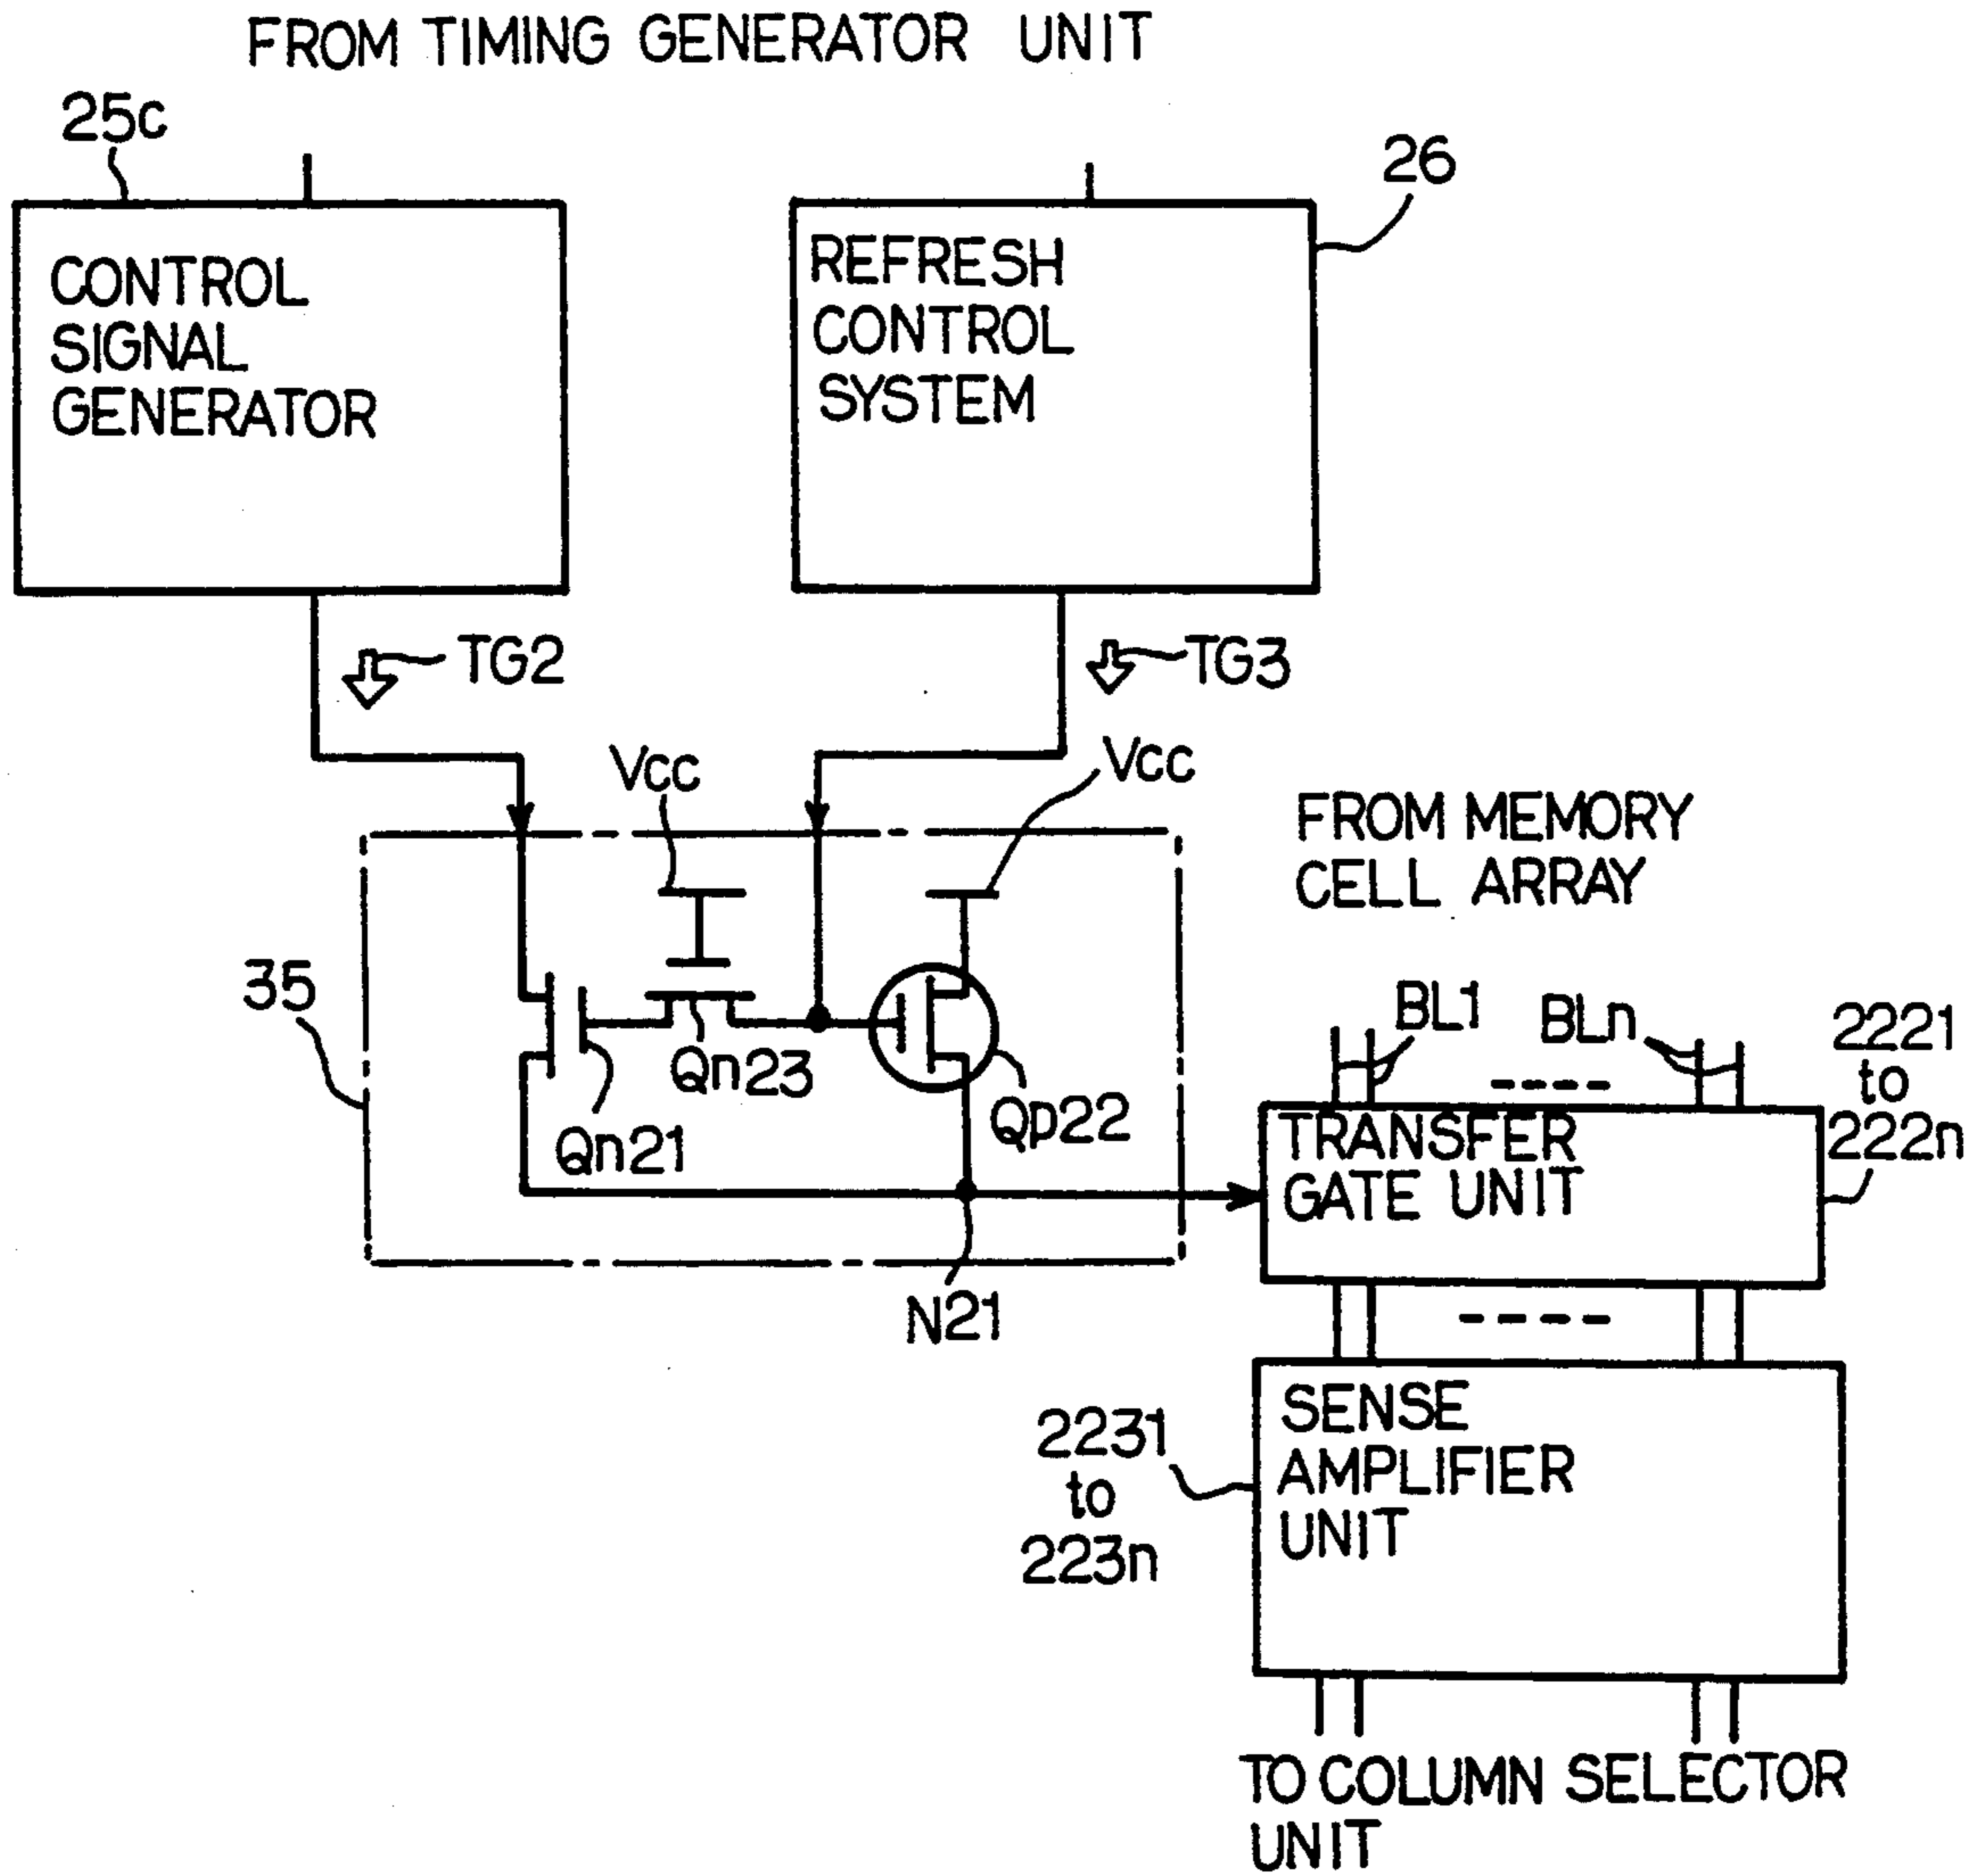 FROM TIMING GENERATOR UNIT
25c
26
CONTROL
SIGNAL
GENERATOR
REFRESH
CONTROL
SYSTEM
TG2
TG3
Vcc
Vcc
FROM MEMORY
CELL ARRAY
35
BL1
BLn
2221
to
222n
Qn23
Qp22
Qn21
TRANSFER
GATE UNIT
N21
SENSE
AMPLIFIER
UNIT
2231
to
223n
TO COLUMN SELECTOR
UNIT